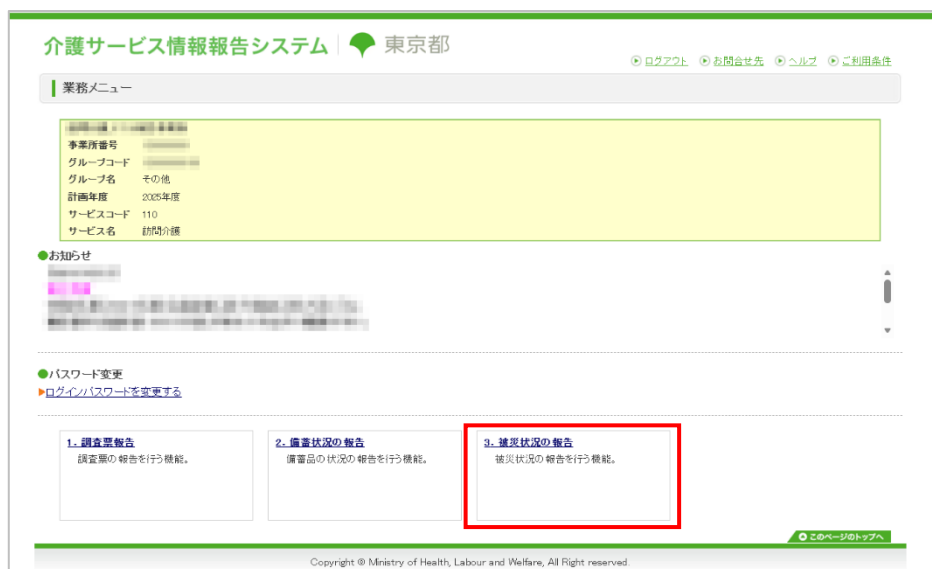 介護サービス情報報告システム 東京都
ログアウト お問合せ先 ヘルプ ご利用条件
業務メニュー
事業所番号
グループコード
グループ名 その他
計画年度 2025年度
サービスコード 110
サービス名 訪問介護
●お知らせ
●パスワード変更
▶ログインパスワードを変更する
1. 調査票報告
調査票の報告を行う機能。
2. 備蓄状況の報告
備蓄品の状況の報告を行う機能。
3. 被災状況の報告
被災状況の報告を行う機能。
このページのトップへ
Copyright © Ministry of Health, Labour and Welfare, All Right reserved.